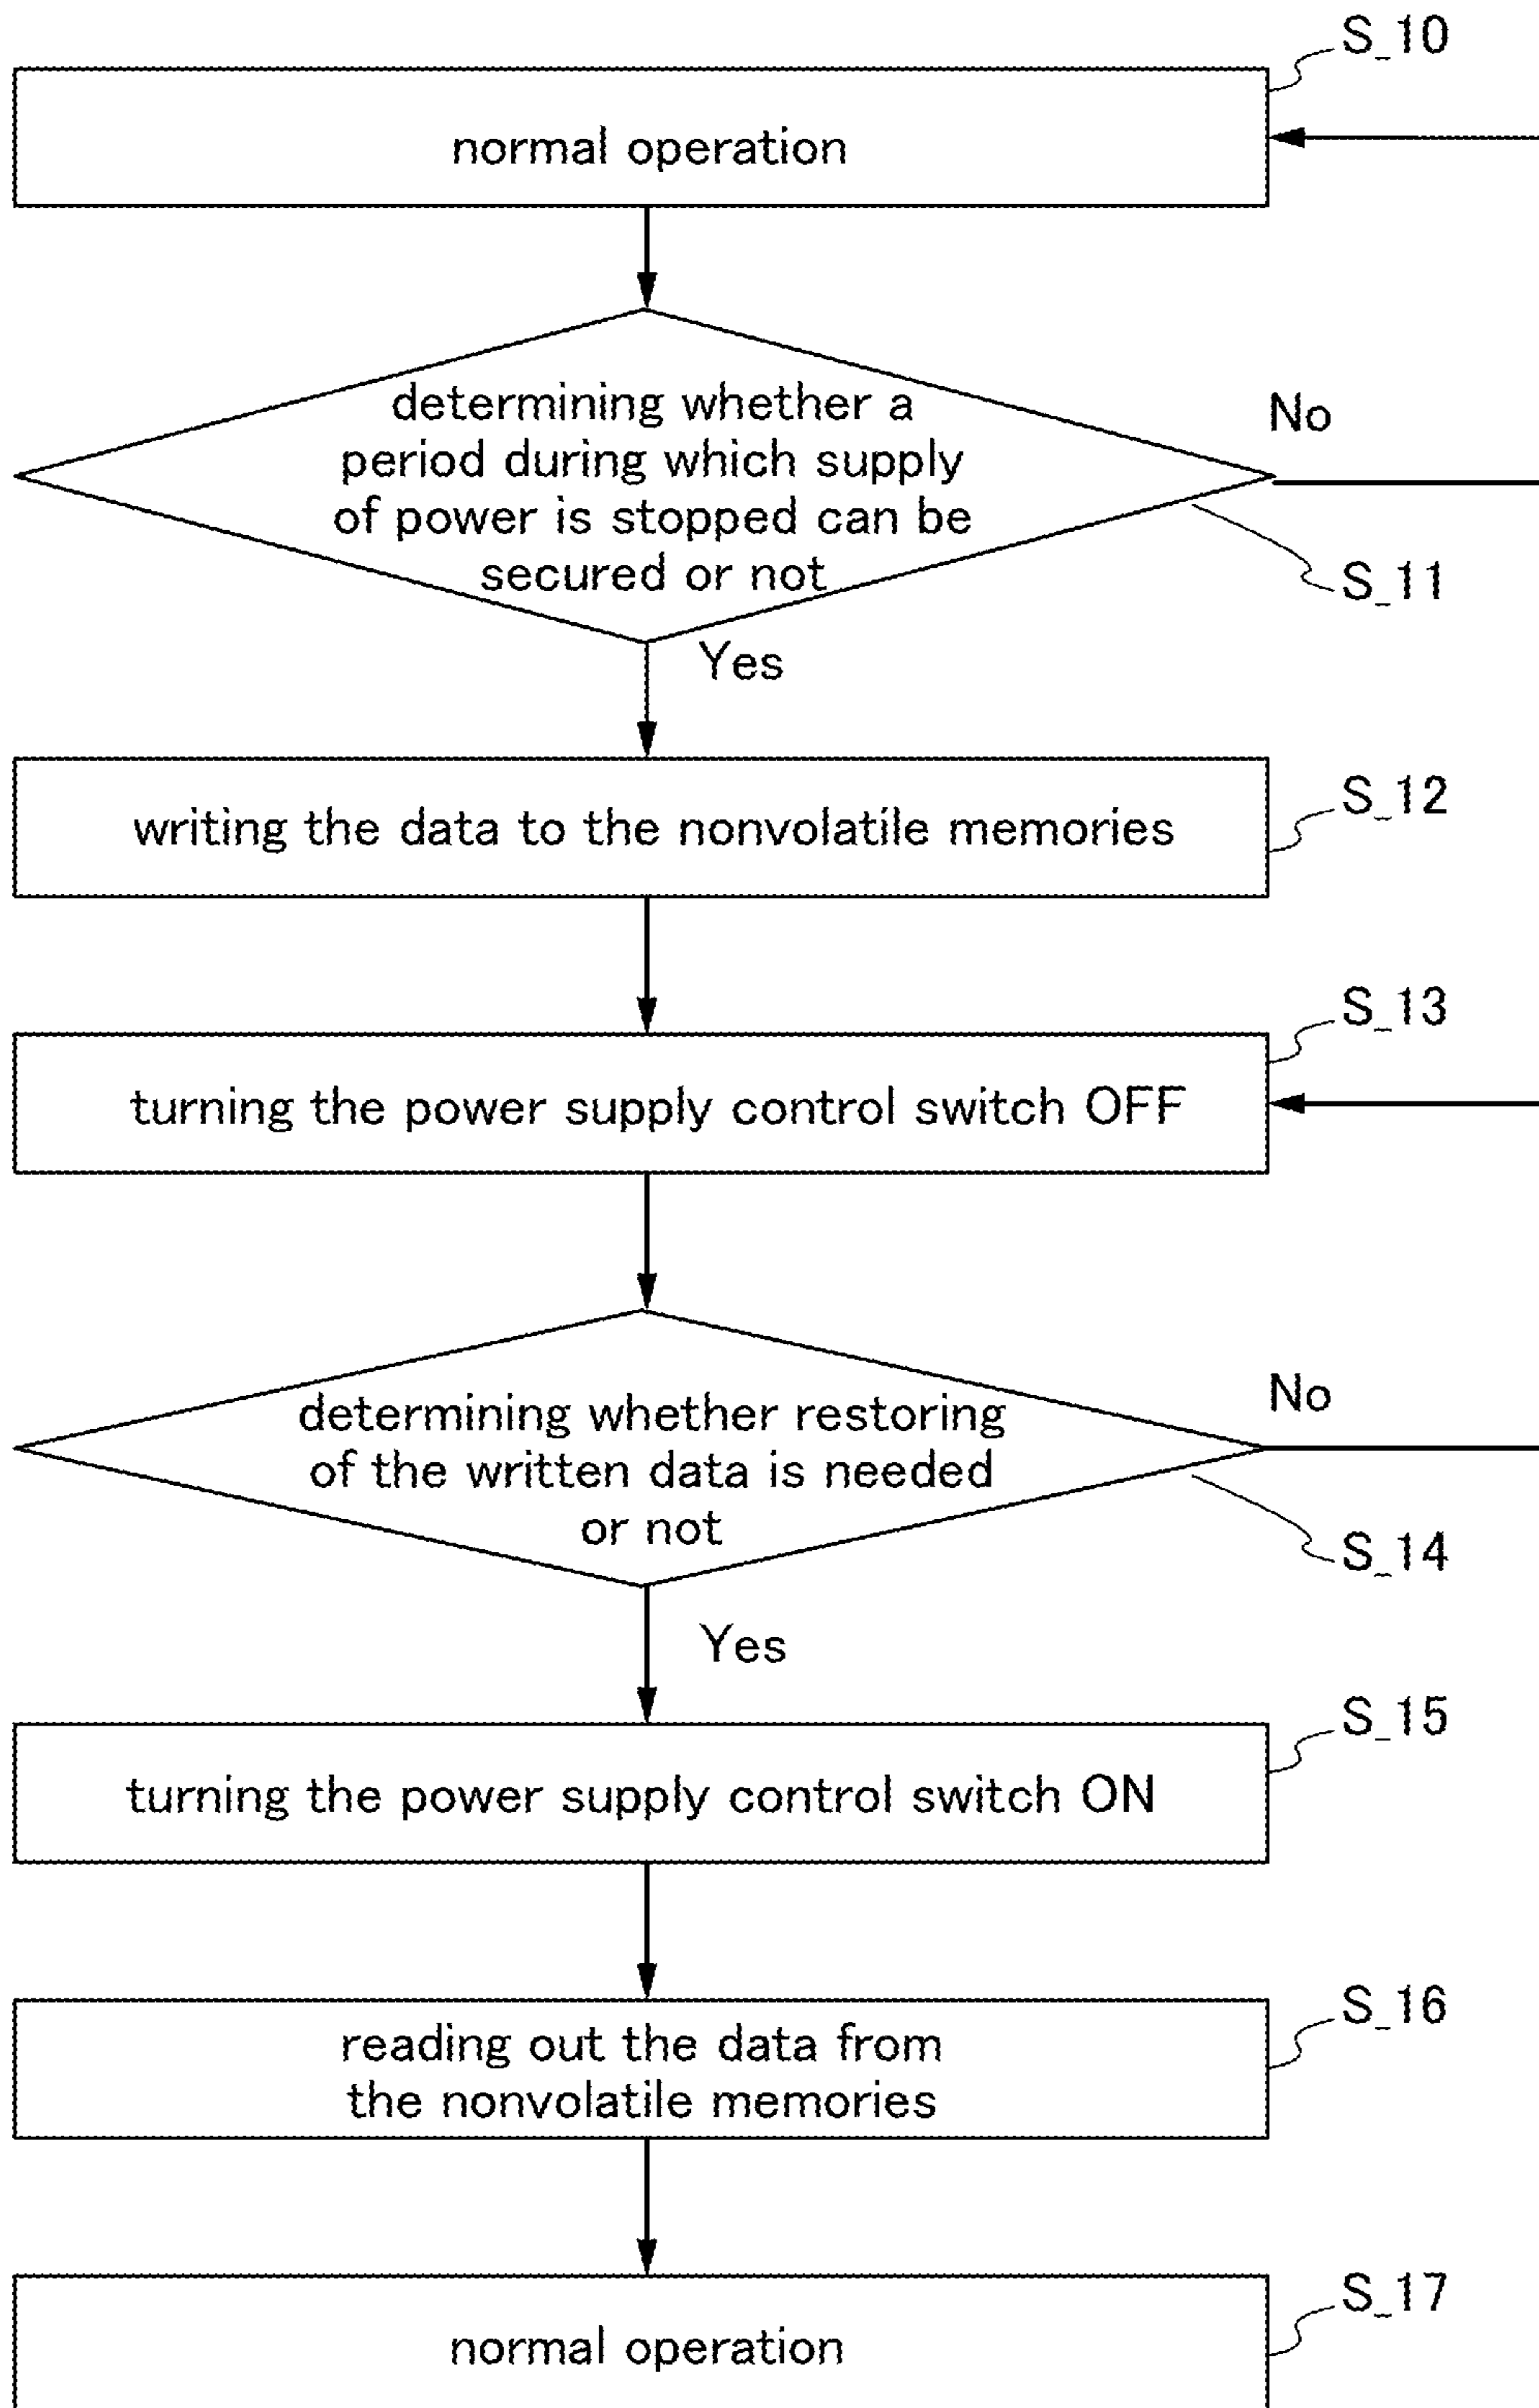 S_10
normal operation
determining whether a
period during which supply
of power is stopped can be
secured or not
No
S_11
Yes
writing the data to the nonvolatile memories
S_12
S_13
turning the power supply control switch OFF
determining whether restoring
of the written data is needed
or not
No
S_14
Yes
S_15
turning the power supply control switch ON
S_16
reading out the data from
the nonvolatile memories
S_17
normal operation